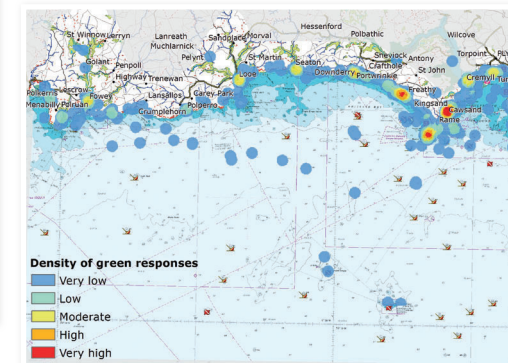 Hessenford
Lanreath
Sandplace Morval
Polbathic
Wilcove
St Winnow Lerryn
Muchlarnick
St Martin
Sheviock
Antony
Torpoint
Golant
Penpoll
Pelynt
Seaton
Crafthole
St John
Highway Trenewan
Looe
Downderry
Portwrinkle
Cremyll
Polkerris
Lescrow
Lansallos
Carey Park
Freathy
Kingsand
Menabilly
Polruan
Fowey
Polperro
Cawsand
Crumplehorn
Rame
Density of green responses
Very low
Low
Moderate
High
Very high